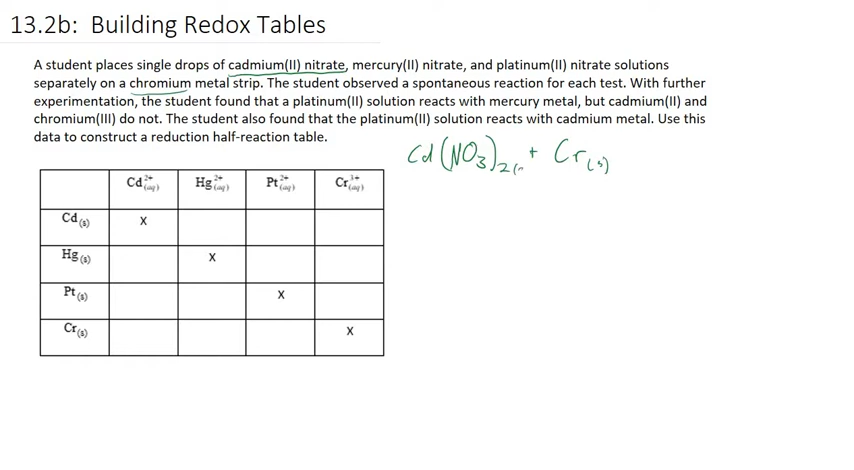 13.2b: Building Redox Tables
A student places single drops of cadmium(II) nitrate, mercury(II) nitrate, and platinum(II) nitrate solutions
separately on a chromium metal strip. The student observed a spontaneous reaction for each test. With further
experimentation, the student found that a platinum(II) solution reacts with mercury metal, but cadmium(II) and
chromium(III) do not. The student also found that the platinum(II) solution reacts with cadmium metal. Use this
data to construct a reduction half-reaction table.
Cd(NO₃)₂₍ + Cr₍ₛ₎
Cd²⁺(aq) Hg²⁺(aq) Pt²⁺(aq) Cr³⁺(aq)
Cd(s) X
Hg(s) X
Pt(s) X
Cr(s) X